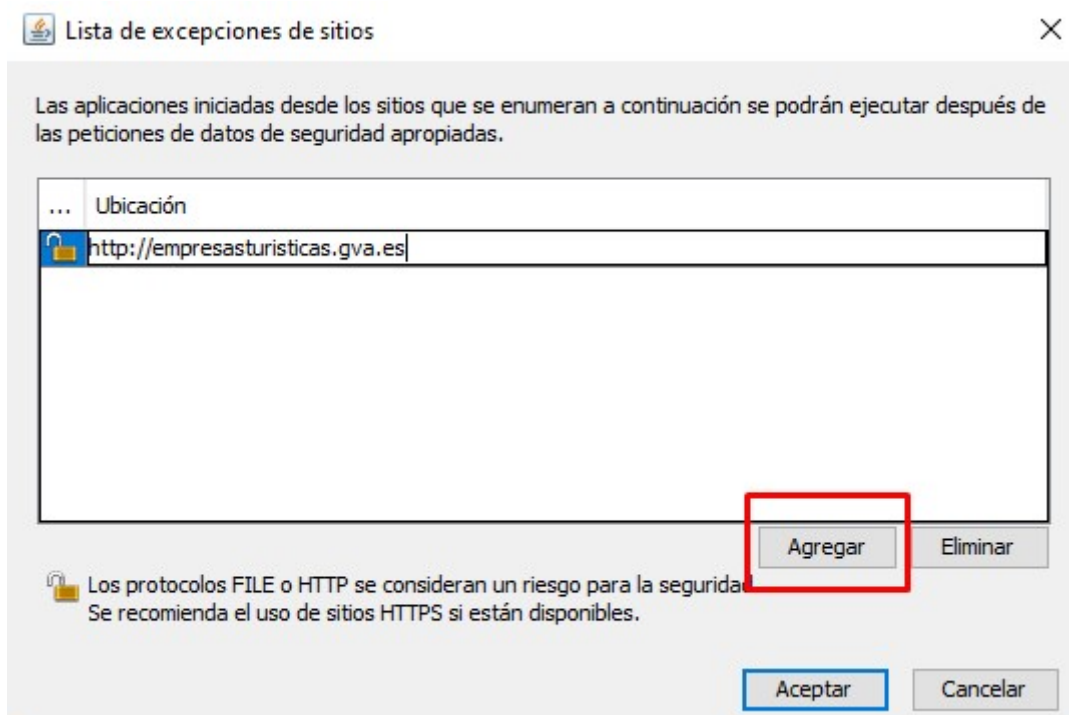 Lista de excepciones de sitios
Las aplicaciones iniciadas desde los sitios que se enumeran a continuación se podrán ejecutar después de
las peticiones de datos de seguridad apropiadas.
... Ubicación
http://empresasturisticas.gva.es
Agregar Eliminar
Los protocolos FILE o HTTP se consideran un riesgo para la seguridad
Se recomienda el uso de sitios HTTPS si están disponibles.
Aceptar Cancelar